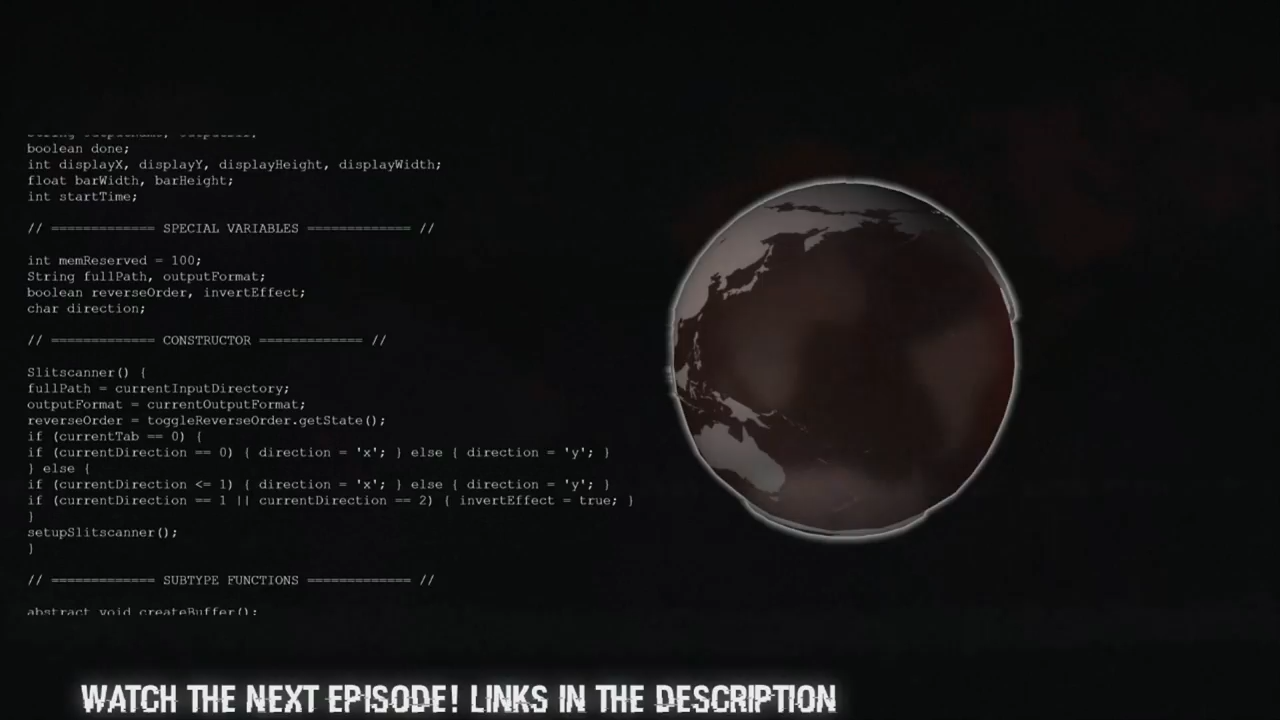 boolean done;
int displayX, displayY, displayHeight, displayWidth;
float barWidth, barHeight;
int startTime;
// ============= SPECIAL VARIABLES ============= //
int memReserved = 100;
String fullPath, outputFormat;
boolean reverseOrder, invertEffect;
char direction;
// ============= CONSTRUCTOR ============= //
Slitscanner() {
fullPath = currentInputDirectory;
outputFormat = currentOutputFormat;
reverseOrder = toggleReverseOrder.getState();
if (currentTab == 0) {
if (currentDirection == 0) { direction = 'x'; } else { direction = 'y'; }
} else {
if (currentDirection <= 1) { direction = 'x'; } else { direction = 'y'; }
if (currentDirection == 1 || currentDirection == 2) { invertEffect = true; }
}
setupSlitscanner();
}
// ============= SUBTYPE FUNCTIONS ============= //
abstract void createBuffer();
WATCH THE NEXT EPISODE! LINKS IN THE DESCRIPTION